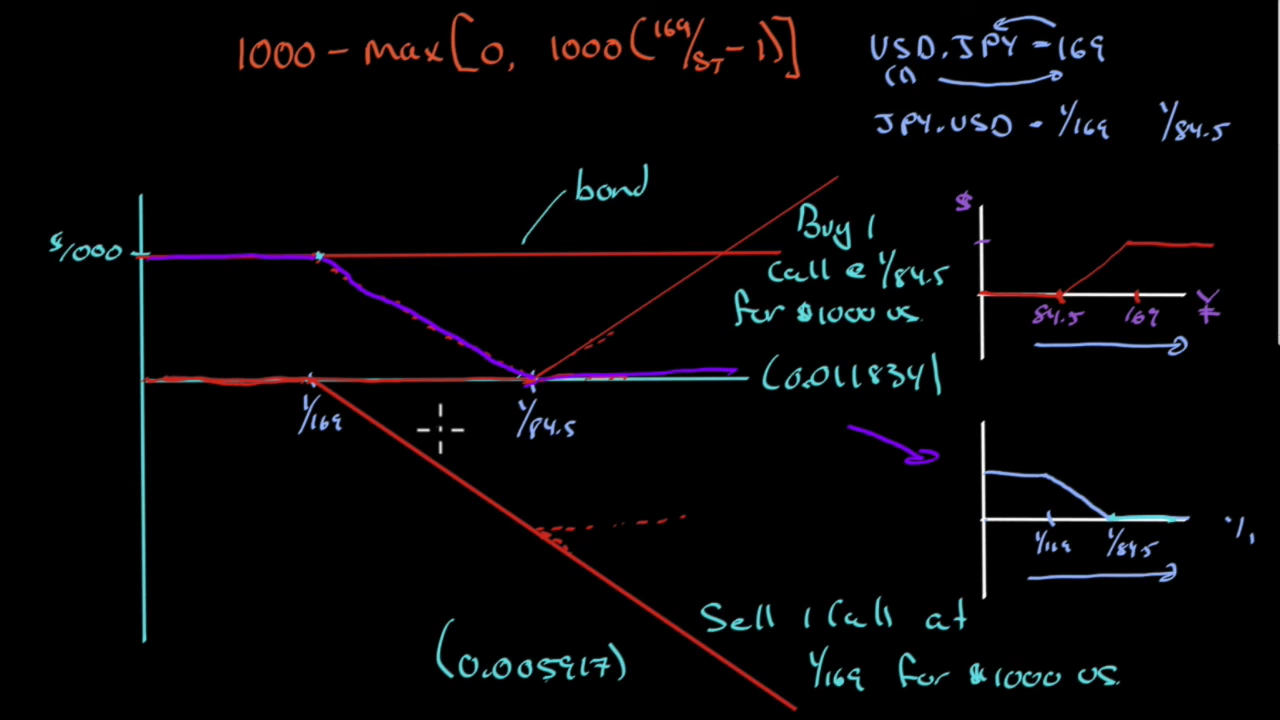 1000 - max[0, 1000(169/ST - 1)]
USD.JPY = 169
JPY.USD = 1/169 1/84.5
bond
$1000
$
Buy 1
Call @ 1/84.5
for $1000 US.
84.5 169 ¥
(0.011834)
1/169 1/84.5
1/169 1/84.5
Sell 1 Call at
1/169 for $1000 US.
(0.005917)